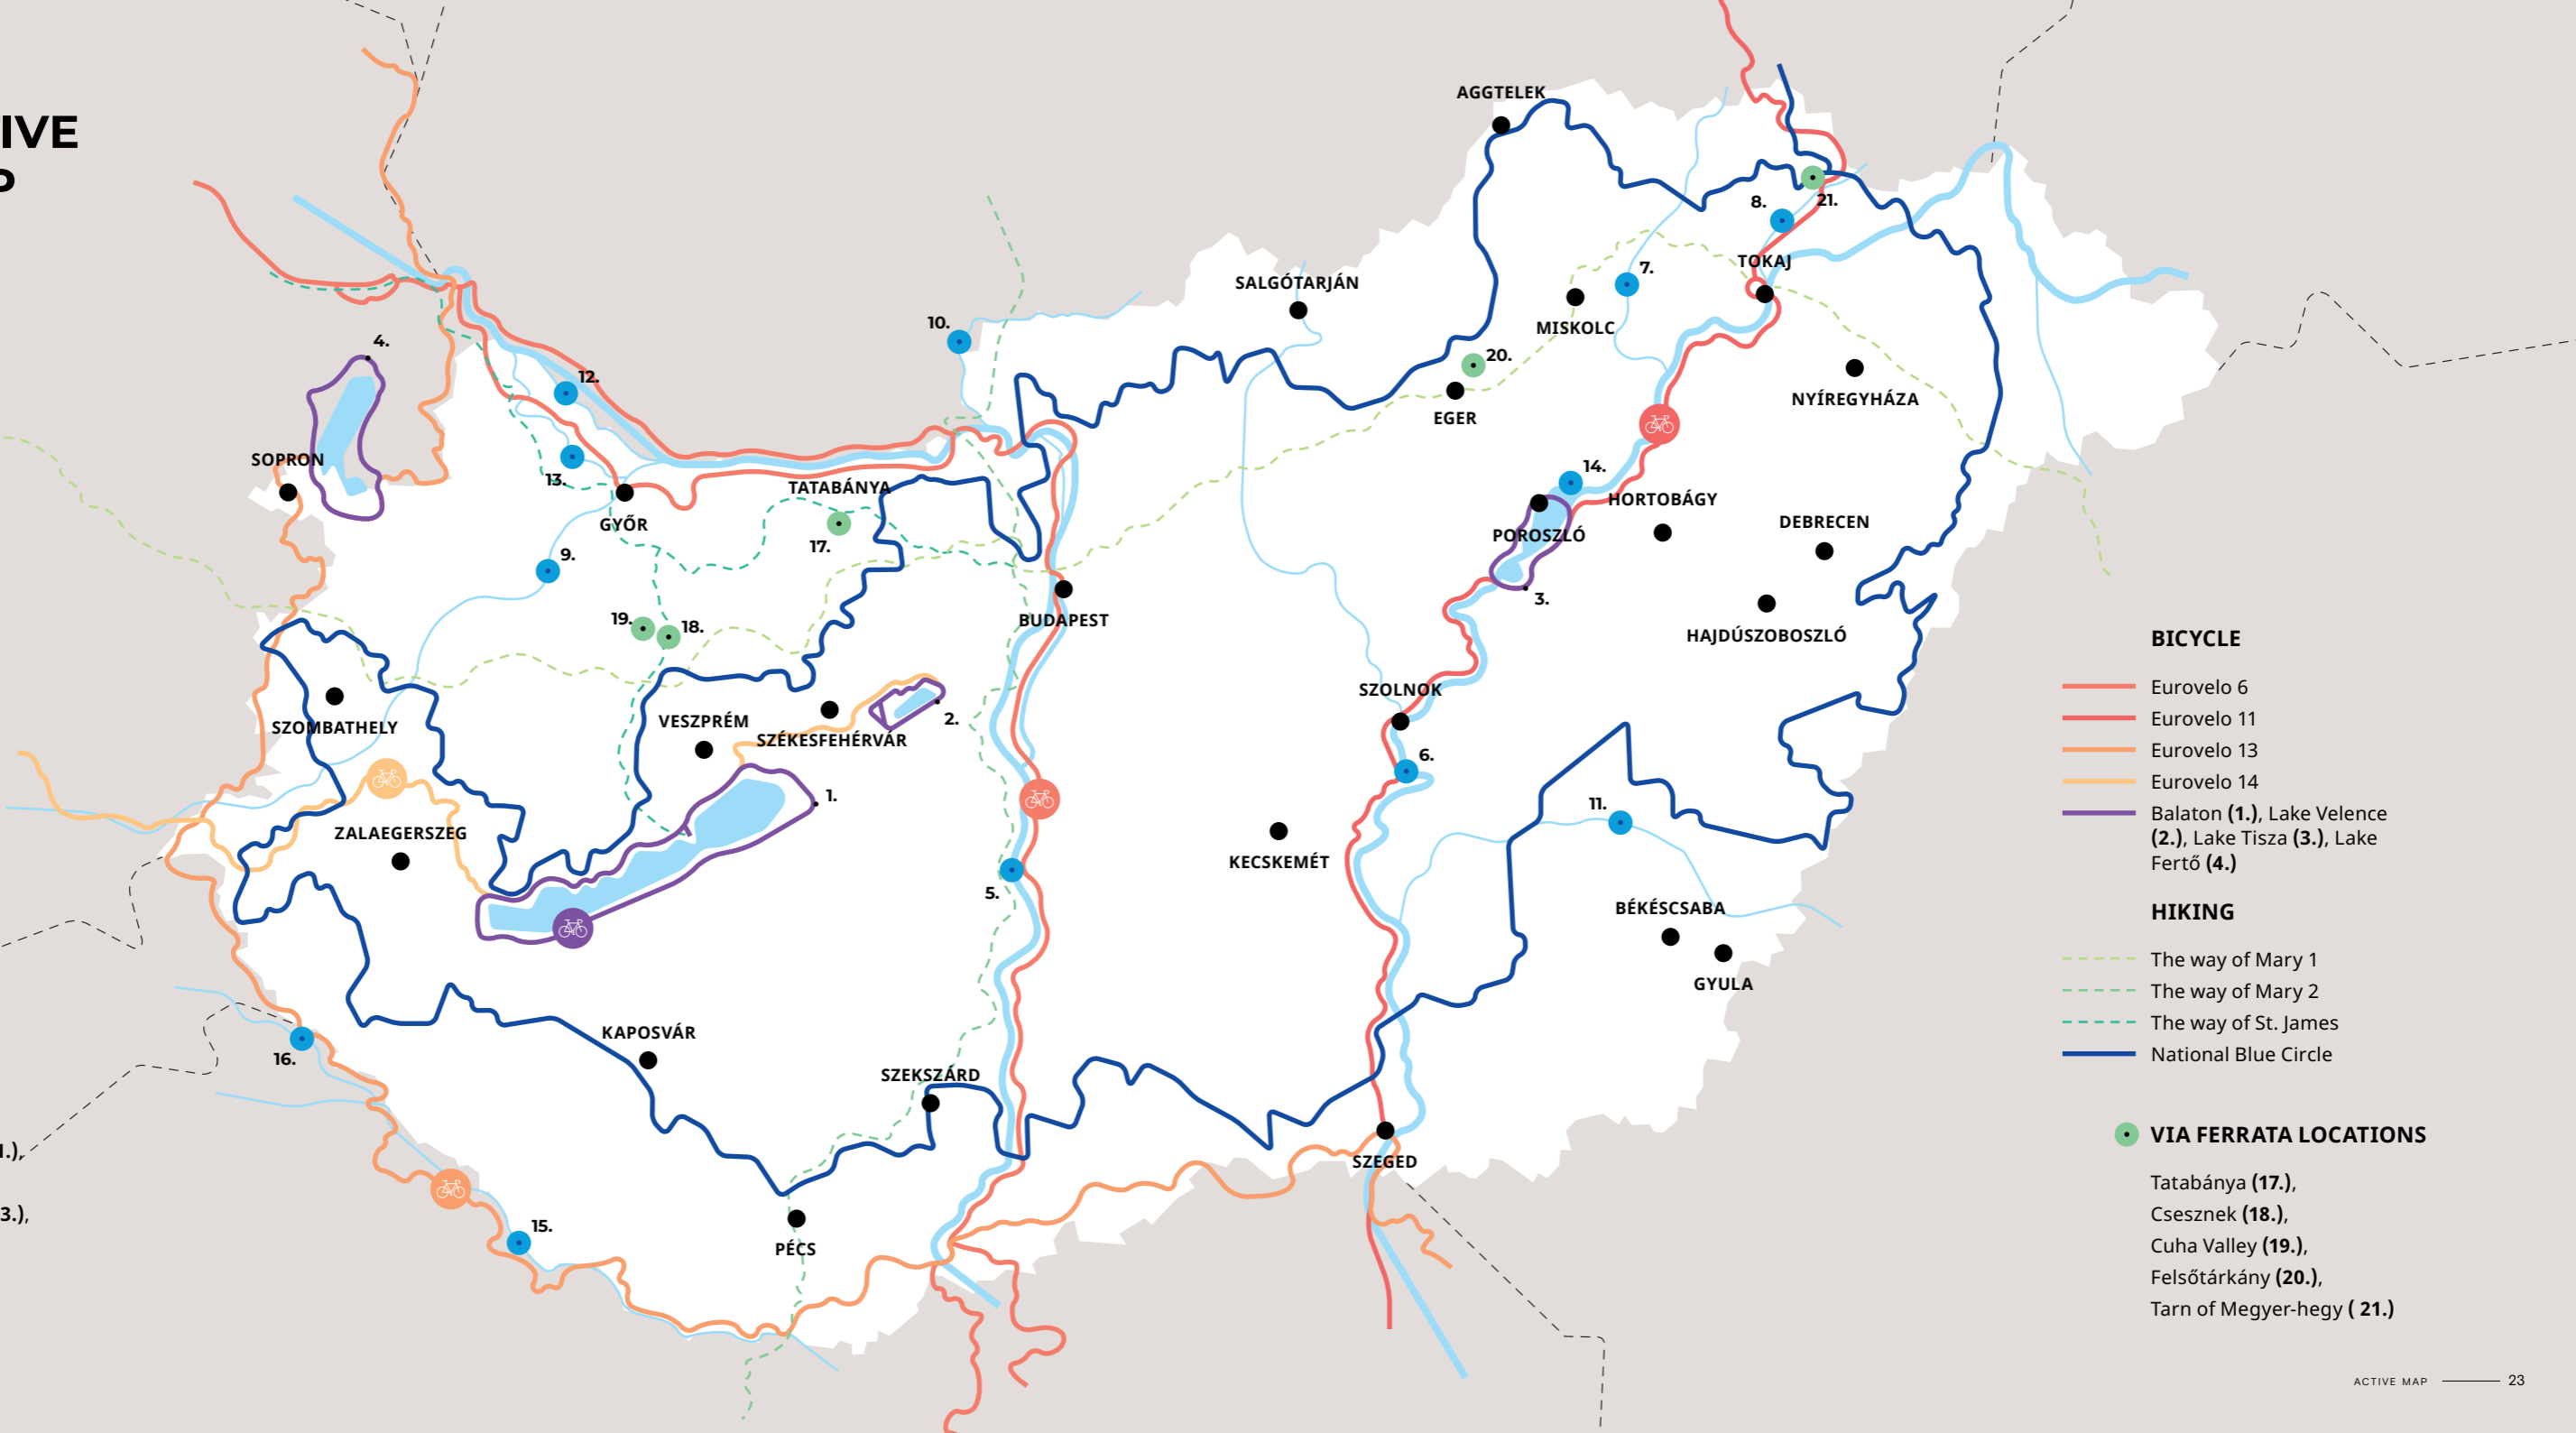 IVE
P
AGGTELEK
8.
21.
TOKAJ
7.
SALGÓTARJÁN
MISKOLC
10.
4.
20.
12.
EGER
NYÍREGYHÁZA
SOPRON
14.
13.
TATABÁNYA
HORTOBÁGY
GYŐR
DEBRECEN
17.
POROSZLÓ
9.
3.
BUDAPEST
19.
18.
HAJDÚSZOBOSZLÓ
SZOLNOK
SZOMBATHELY
VESZPRÉM
2.
SZÉKESFEHÉRVÁR
6.
1.
11.
ZALAEGERSZEG
KECSKEMÉT
5.
BÉKÉSCSABA
GYULA
KAPOSVÁR
16.
SZEKSZÁRD
SZEGED
15.
PÉCS
1.),
3.),
BICYCLE
Eurovelo 6
Eurovelo 11
Eurovelo 13
Eurovelo 14
Balaton (1.), Lake Velence
(2.), Lake Tisza (3.), Lake
Fertő (4.)
HIKING
The way of Mary 1
The way of Mary 2
The way of St. James
National Blue Circle
VIA FERRATA LOCATIONS
Tatabánya (17.),
Csesznek (18.),
Cuha Valley (19.),
Felsőtárkány (20.),
Tarn of Megyer-hegy ( 21.)
ACTIVE MAP 23